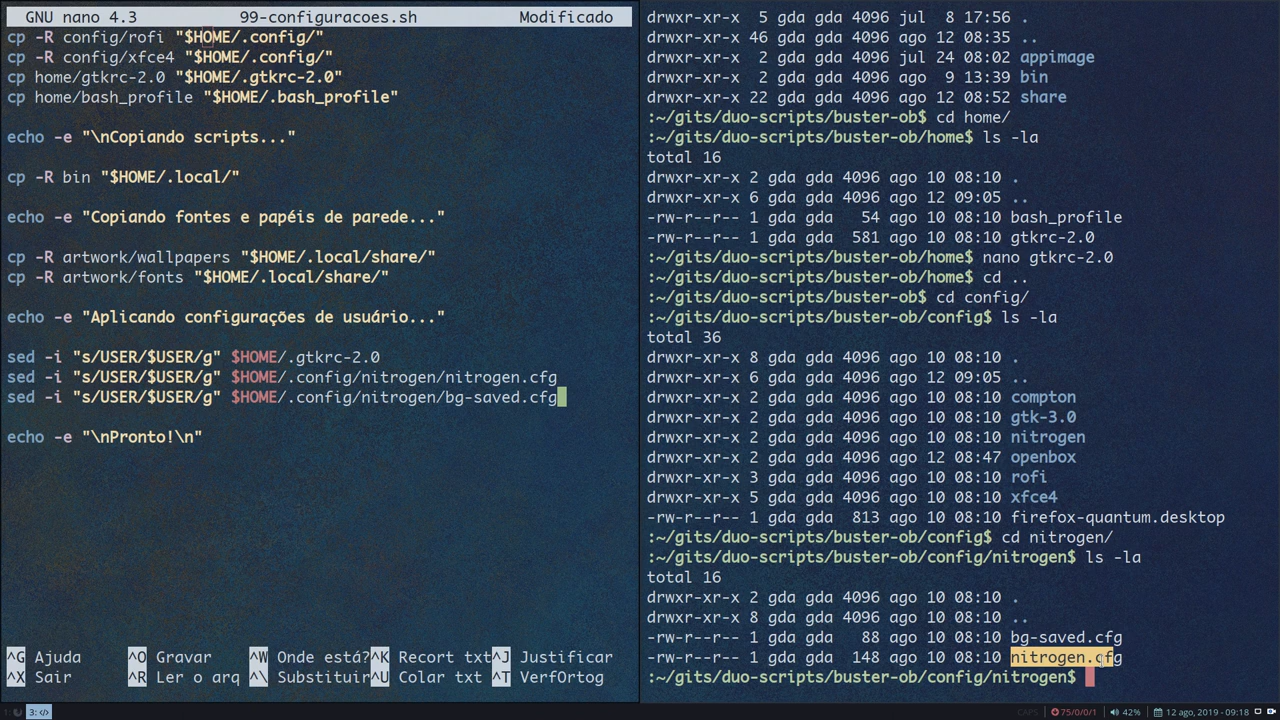 GNU nano 4.3 99-configuracoes.sh Modificado
cp -R config/rofi "$HOME/.config/"
cp -R config/xfce4 "$HOME/.config/"
cp home/gtkrc-2.0 "$HOME/.gtkrc-2.0"
cp home/bash_profile "$HOME/.bash_profile"
echo -e "\nCopiando scripts..."
cp -R bin "$HOME/.local/"
echo -e "Copiando fontes e papéis de parede..."
cp -R artwork/wallpapers "$HOME/.local/share/"
cp -R artwork/fonts "$HOME/.local/share/"
echo -e "Aplicando configurações de usuário..."
sed -i "s/USER/$USER/g" $HOME/.gtkrc-2.0
sed -i "s/USER/$USER/g" $HOME/.config/nitrogen/nitrogen.cfg
sed -i "s/USER/$USER/g" $HOME/.config/nitrogen/bg-saved.cfg
echo -e "\nPronto!\n"
^G Ajuda ^O Gravar ^W Onde está? ^K Recort txt ^J Justificar
^X Sair ^R Ler o arq ^\ Substituir ^U Colar txt ^T VerfOrtog
drwxr-xr-x 5 gda gda 4096 jul 8 17:56 .
drwxr-xr-x 46 gda gda 4096 ago 12 08:35 ..
drwxr-xr-x 2 gda gda 4096 jul 24 08:02 appimage
drwxr-xr-x 2 gda gda 4096 ago 9 13:39 bin
drwxr-xr-x 22 gda gda 4096 ago 12 08:52 share
:~/gits/duo-scripts/buster-ob$ cd home/
:~/gits/duo-scripts/buster-ob/home$ ls -la
total 16
drwxr-xr-x 2 gda gda 4096 ago 10 08:10 .
drwxr-xr-x 6 gda gda 4096 ago 12 09:05 ..
-rw-r--r-- 1 gda gda 54 ago 10 08:10 bash_profile
-rw-r--r-- 1 gda gda 581 ago 10 08:10 gtkrc-2.0
:~/gits/duo-scripts/buster-ob/home$ nano gtkrc-2.0
:~/gits/duo-scripts/buster-ob/home$ cd ..
:~/gits/duo-scripts/buster-ob$ cd config/
:~/gits/duo-scripts/buster-ob/config$ ls -la
total 36
drwxr-xr-x 8 gda gda 4096 ago 10 08:10 .
drwxr-xr-x 6 gda gda 4096 ago 12 09:05 ..
drwxr-xr-x 2 gda gda 4096 ago 10 08:10 compton
drwxr-xr-x 2 gda gda 4096 ago 10 08:10 gtk-3.0
drwxr-xr-x 2 gda gda 4096 ago 10 08:10 nitrogen
drwxr-xr-x 2 gda gda 4096 ago 12 08:47 openbox
drwxr-xr-x 3 gda gda 4096 ago 10 08:10 rofi
drwxr-xr-x 5 gda gda 4096 ago 10 08:10 xfce4
-rw-r--r-- 1 gda gda 813 ago 10 08:10 firefox-quantum.desktop
:~/gits/duo-scripts/buster-ob/config$ cd nitrogen/
:~/gits/duo-scripts/buster-ob/config/nitrogen$ ls -la
total 16
drwxr-xr-x 2 gda gda 4096 ago 10 08:10 .
drwxr-xr-x 8 gda gda 4096 ago 10 08:10 ..
-rw-r--r-- 1 gda gda 88 ago 10 08:10 bg-saved.cfg
-rw-r--r-- 1 gda gda 148 ago 10 08:10 nitrogen.cfg
:~/gits/duo-scripts/buster-ob/config/nitrogen$
1: 3: </> CAPS 75/0/0/1 42% 12 ago, 2019 - 09:18